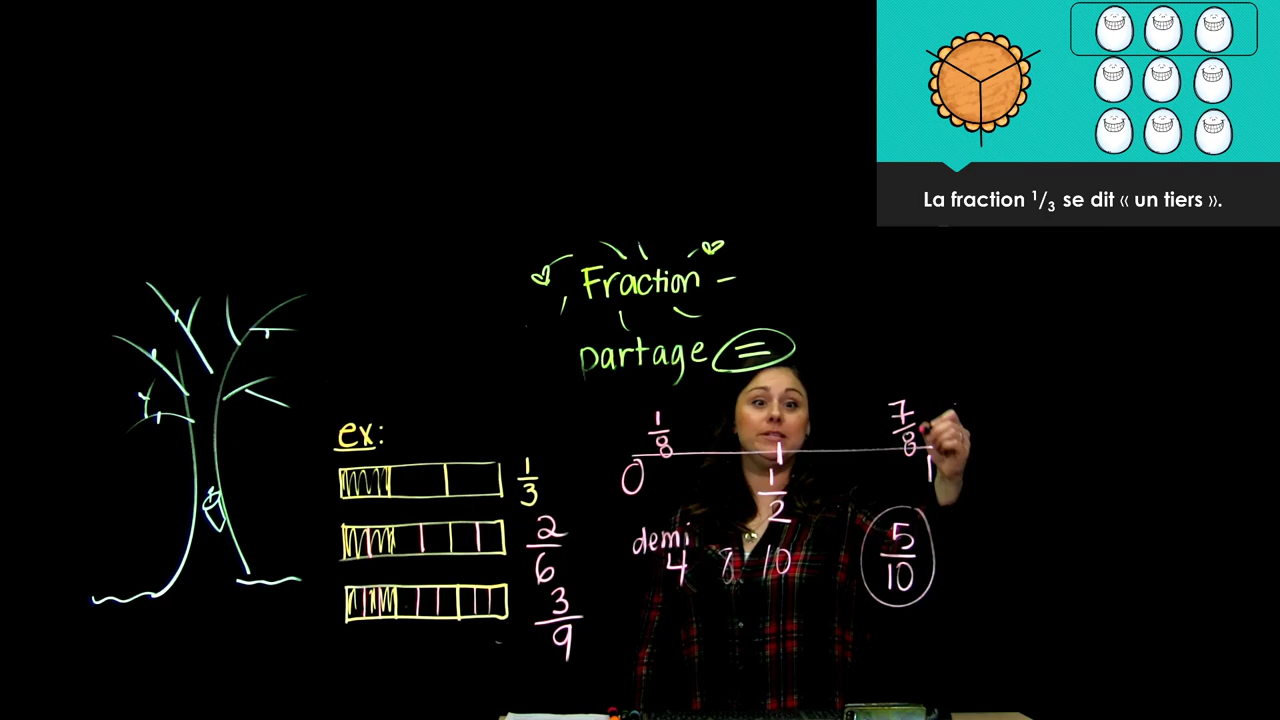 La fraction 1/3 se dit « un tiers ».
Fraction
partage =
ex:
1/3
2/6
3/9
1/8
7/8
0
1
1/2
demi
4 8 10
5/10